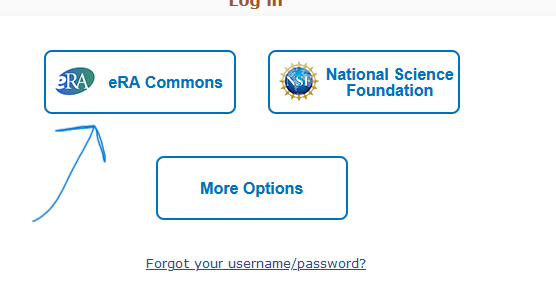 Log in
eRA eRA Commons
NSF National Science
Foundation
More Options
Forgot your username/password?